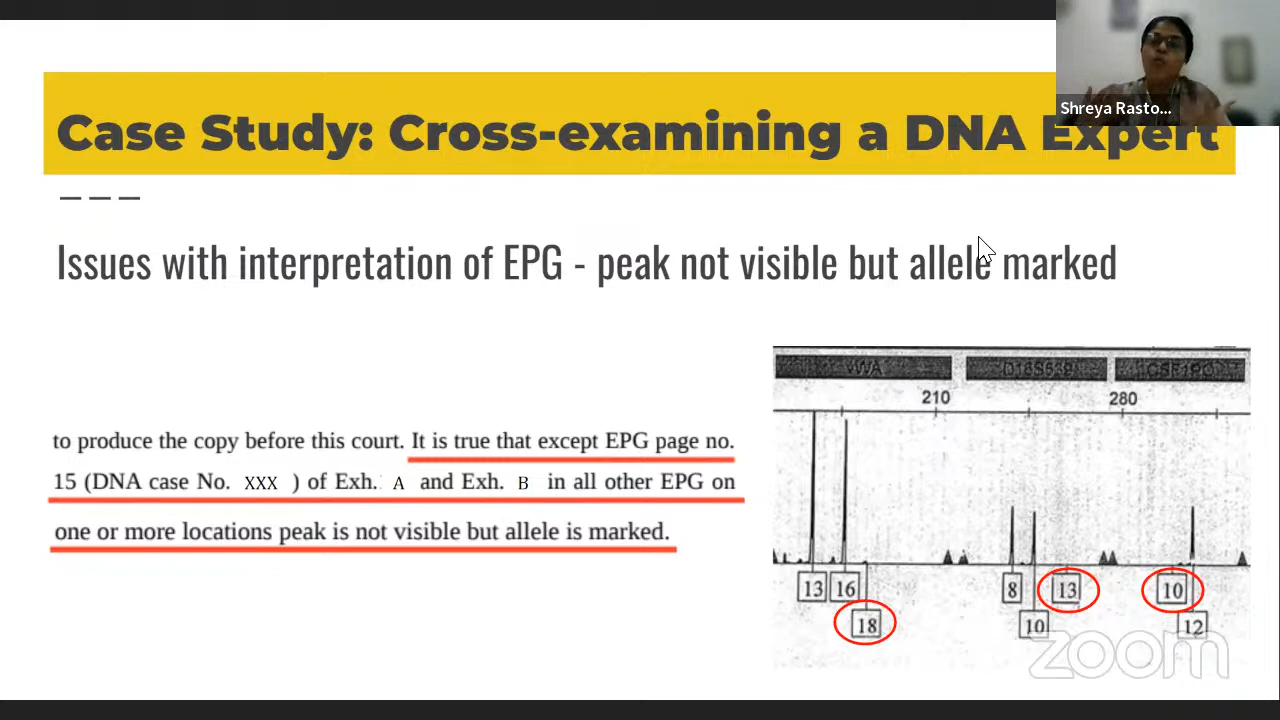 Shreya Rasto...
Case Study: Cross-examining a DNA Expert
Issues with interpretation of EPG - peak not visible but allele marked
to produce the copy before this court. It is true that except EPG page no.
15 (DNA case No. XXX ) of Exh. A and Exh. B in all other EPG on
one or more locations peak is not visible but allele is marked.
VWA D16S539 CSF1PO
210 280
13 16 8 13 10
18 10 12
zoom